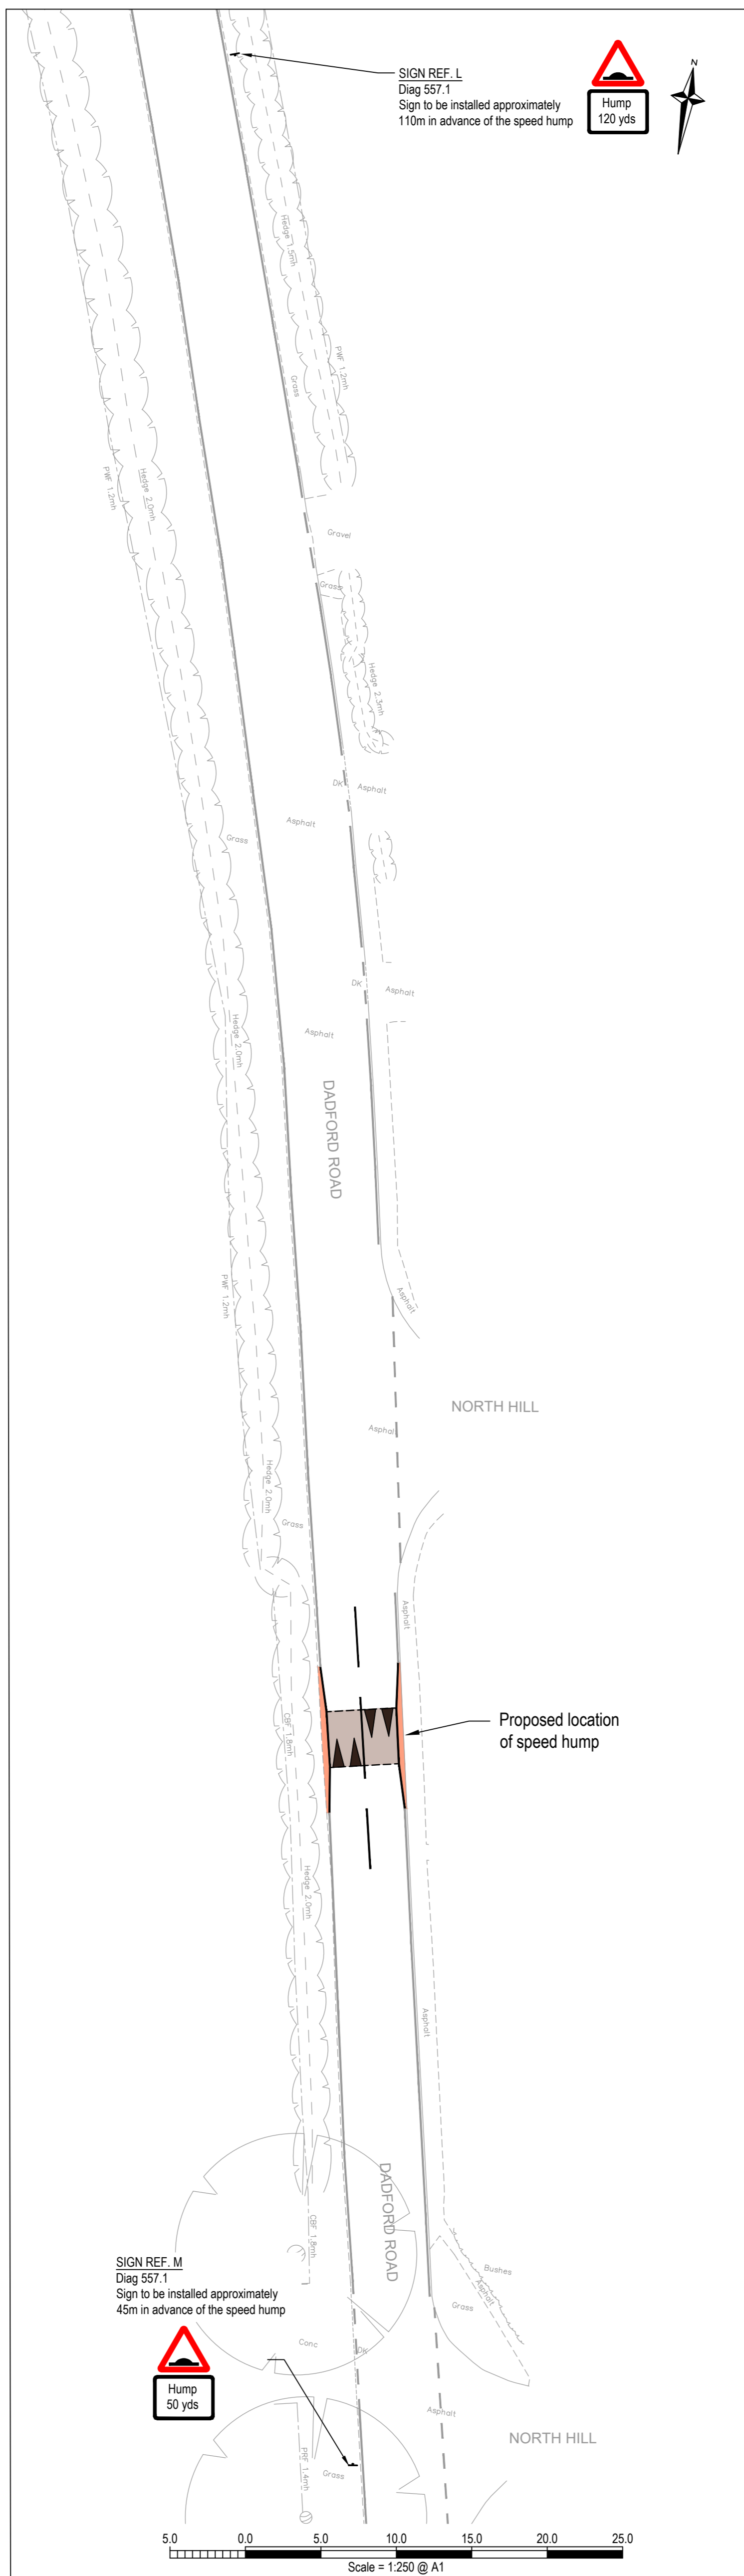 SIGN REF. L
Diag 557.1
Sign to be installed approximately
110m in advance of the speed hump
Hump
120 yds
N
Hedge 1.5mh
PWF 1.2mh
Grass
Hedge 2.0mh
PWF 1.2mh
Gravel
Grass
Hedge 2.3mh
DK
Asphalt
Asphalt
Grass
DK
Asphalt
Hedge 2.0mh
Asphalt
DADFORD ROAD
PWF 1.2mh
Asphalt
NORTH HILL
Asphal
Hedge 2.0mh
Grass
Asphalt
Proposed location
of speed hump
CBF 1.8mh
Hedge 2.0mh
Asphalt
DADFORD ROAD
CBF 1.8mh
SIGN REF. M
Diag 557.1
Sign to be installed approximately
45m in advance of the speed hump
Hump
50 yds
Bushes
Asphalt
Grass
Conc
DK
Asphalt
NORTH HILL
PRF 1.4mh
Grass
5.0 0.0 5.0 10.0 15.0 20.0 25.0
Scale = 1:250 @ A1